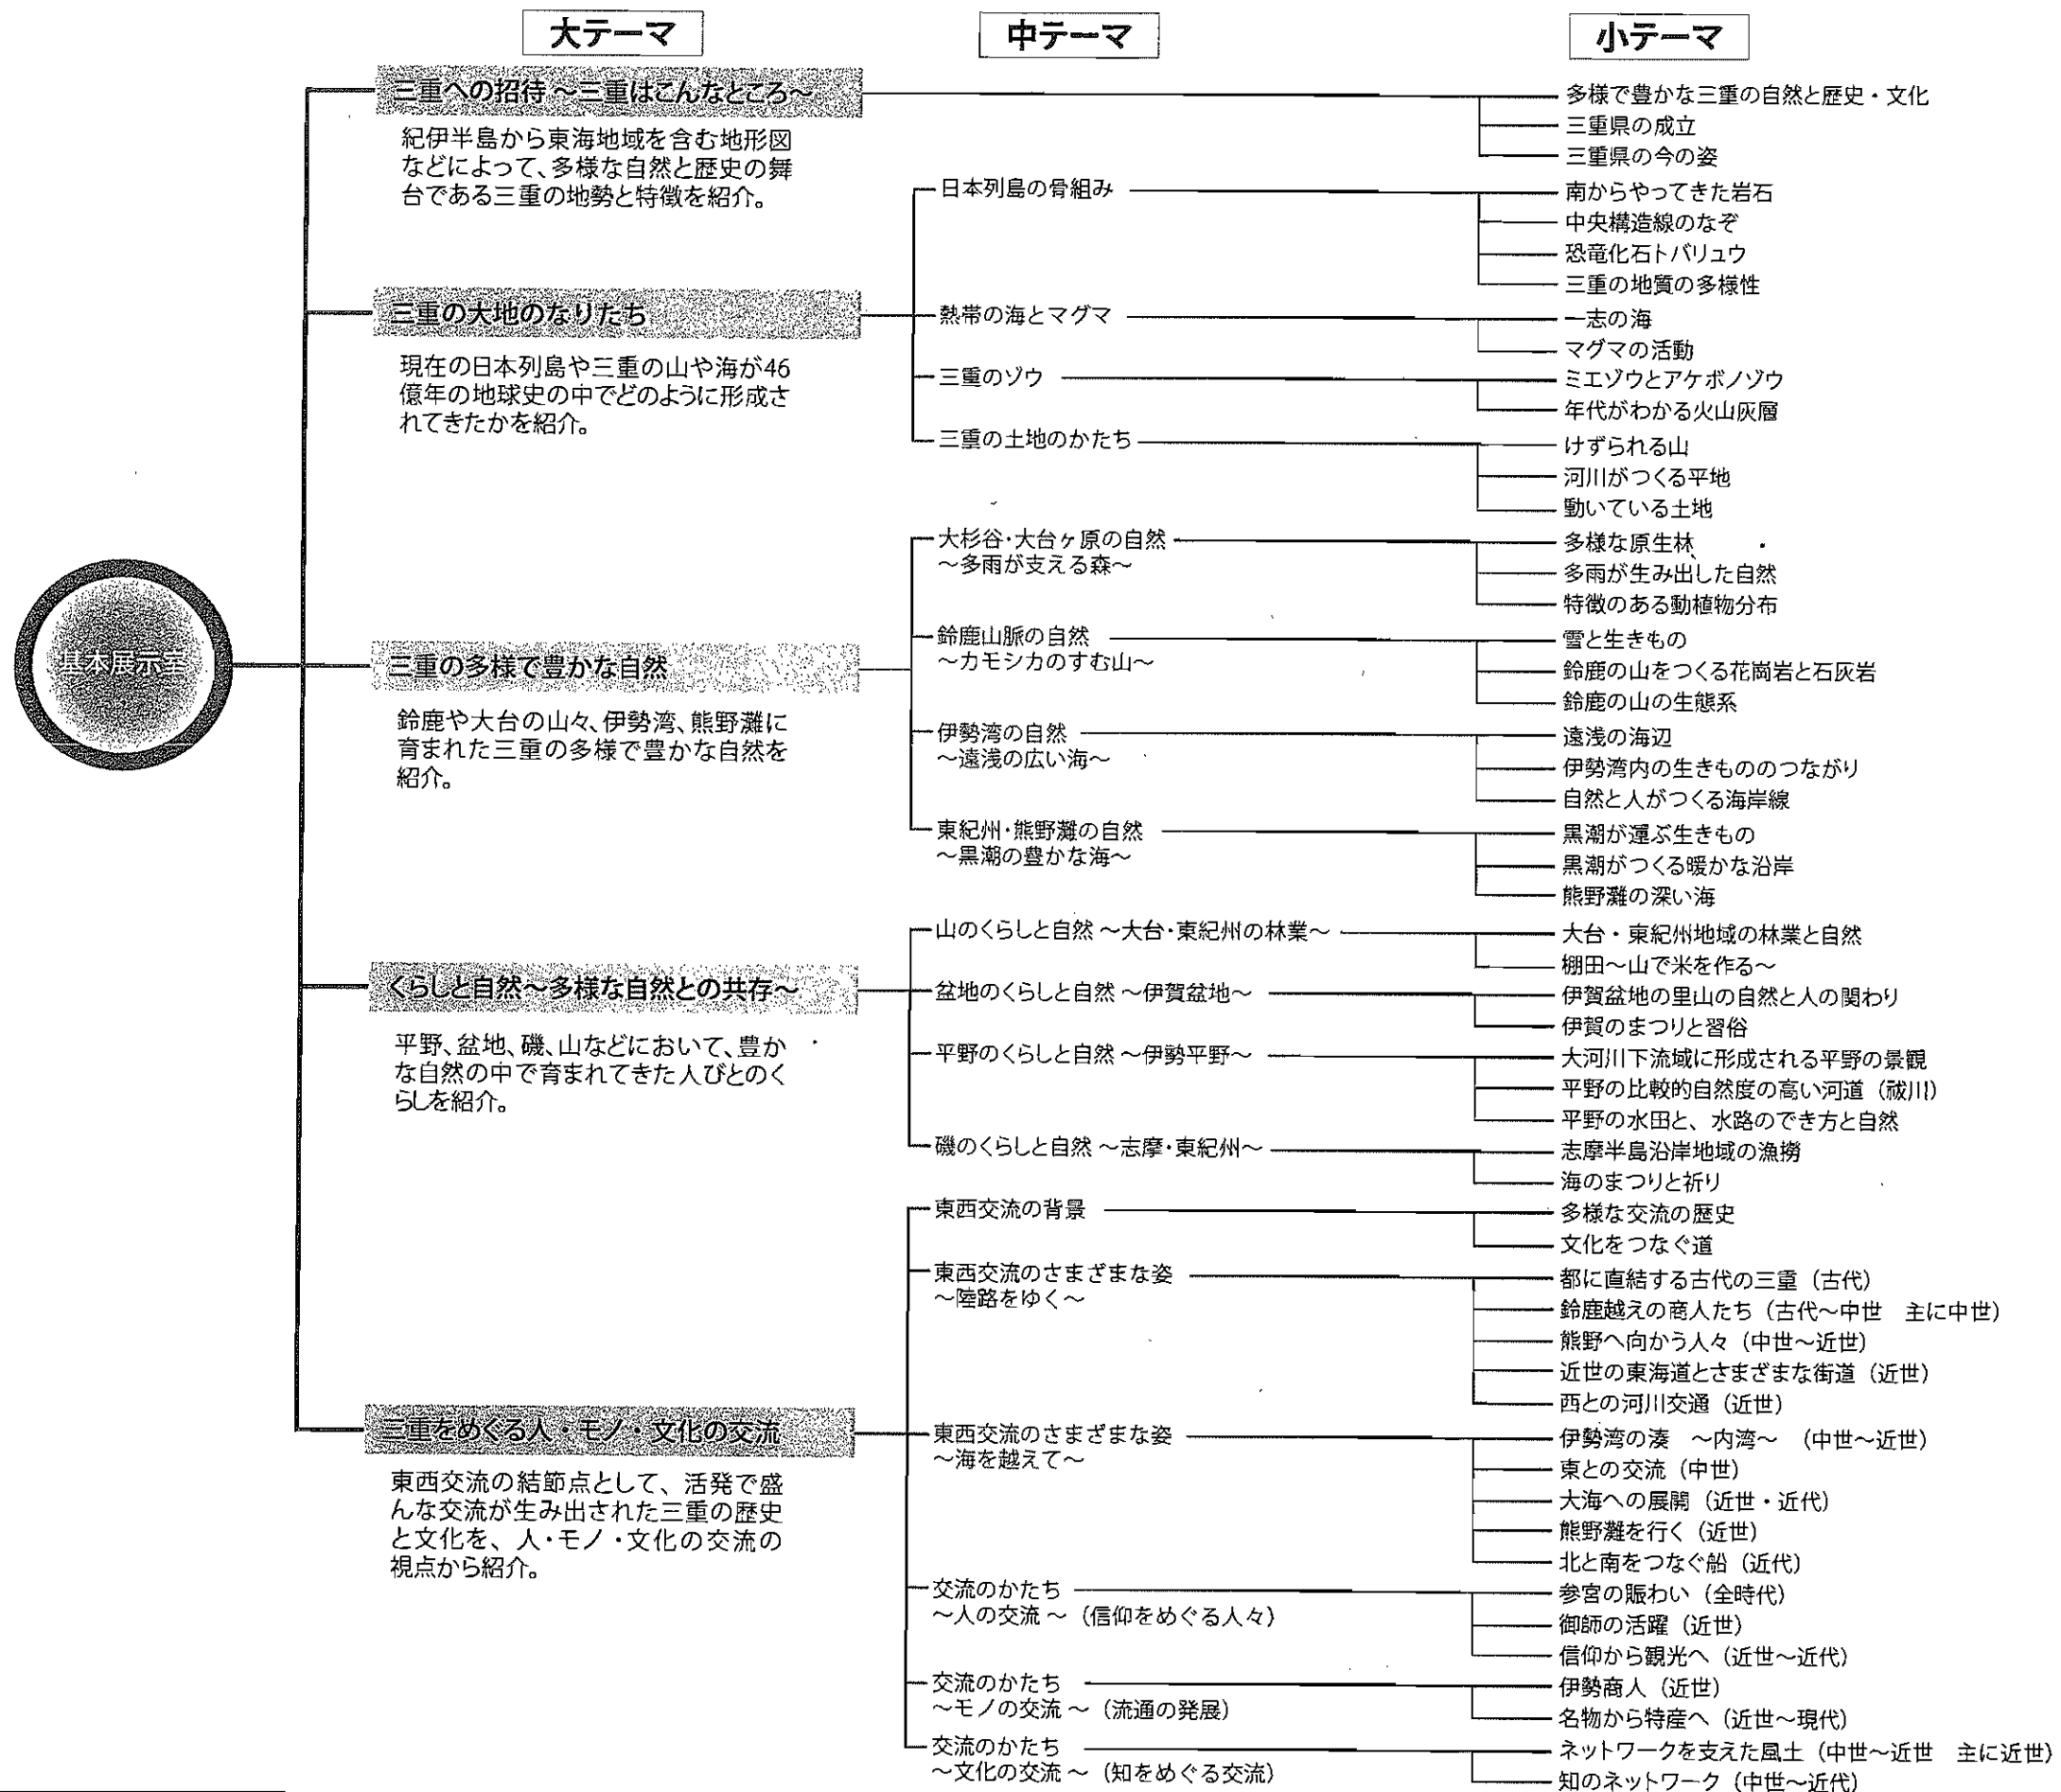 大テーマ
中テーマ
小テーマ
基本展示室
三重への招待 ～三重はこんなところ～
紀伊半島から東海地域を含む地形図
などによって、多様な自然と歴史の舞
台である三重の地勢と特徴を紹介。
多様で豊かな三重の自然と歴史・文化
三重県の成立
三重県の今の姿
三重の大地のなりたち
現在の日本列島や三重の山や海が46
億年の地球史の中でどのように形成さ
れてきたかを紹介。
日本列島の骨組み
南からやってきた岩石
中央構造線のなぞ
恐竜化石トバリュウ
三重の地質の多様性
熱帯の海とマグマ
一志の海
マグマの活動
三重のゾウ
ミエゾウとアケボノゾウ
年代がわかる火山灰層
三重の土地のかたち
けずられる山
河川がつくる平地
動いている土地
三重の多様で豊かな自然
鈴鹿や大台の山々、伊勢湾、熊野灘に
育まれた三重の多様で豊かな自然を
紹介。
大杉谷・大台ヶ原の自然
～多雨が支える森～
多様な原生林
多雨が生み出した自然
特徴のある動植物分布
鈴鹿山脈の自然
～カモシカのすむ山～
雪と生きもの
鈴鹿の山をつくる花崗岩と石灰岩
鈴鹿の山の生態系
伊勢湾の自然
～遠浅の広い海～
遠浅の海辺
伊勢湾内の生きもののつながり
自然と人がつくる海岸線
東紀州・熊野灘の自然
～黒潮の豊かな海～
黒潮が運ぶ生きもの
黒潮がつくる暖かな沿岸
熊野灘の深い海
くらしと自然～多様な自然との共存～
平野、盆地、磯、山などにおいて、豊か
な自然の中で育まれてきた人びとのく
らしを紹介。
山のくらしと自然 ～大台・東紀州の林業～
大台・東紀州地域の林業と自然
棚田～山で米を作る～
盆地のくらしと自然 ～伊賀盆地～
伊賀盆地の里山の自然と人の関わり
伊賀のまつりと習俗
平野のくらしと自然 ～伊勢平野～
大河川下流域に形成される平野の景観
平野の比較的自然度の高い河道（祓川）
平野の水田と、水路のでき方と自然
磯のくらしと自然 ～志摩・東紀州～
志摩半島沿岸地域の漁撈
海のまつりと祈り
三重をめぐる人・モノ・文化の交流
東西交流の結節点として、活発で盛
んな交流が生み出された三重の歴史
と文化を、人・モノ・文化の交流の
視点から紹介。
東西交流の背景
多様な交流の歴史
文化をつなぐ道
東西交流のさまざまな姿
～陸路をゆく～
都に直結する古代の三重（古代）
鈴鹿越えの商人たち（古代～中世　主に中世）
熊野へ向かう人々（中世～近世）
近世の東海道とさまざまな街道（近世）
西との河川交通（近世）
東西交流のさまざまな姿
～海を越えて～
伊勢湾の湊　～内湾～　（中世～近世）
東との交流（中世）
大海への展開（近世・近代）
熊野灘を行く（近世）
北と南をつなぐ船（近代）
交流のかたち
～人の交流～（信仰をめぐる人々）
参宮の賑わい（全時代）
御師の活躍（近世）
信仰から観光へ（近世～近代）
交流のかたち
～モノの交流～（流通の発展）
伊勢商人（近世）
名物から特産へ（近世～現代）
交流のかたち
～文化の交流～（知をめぐる交流）
ネットワークを支えた風土（中世～近世　主に近世）
知のネットワーク（中世～近代）